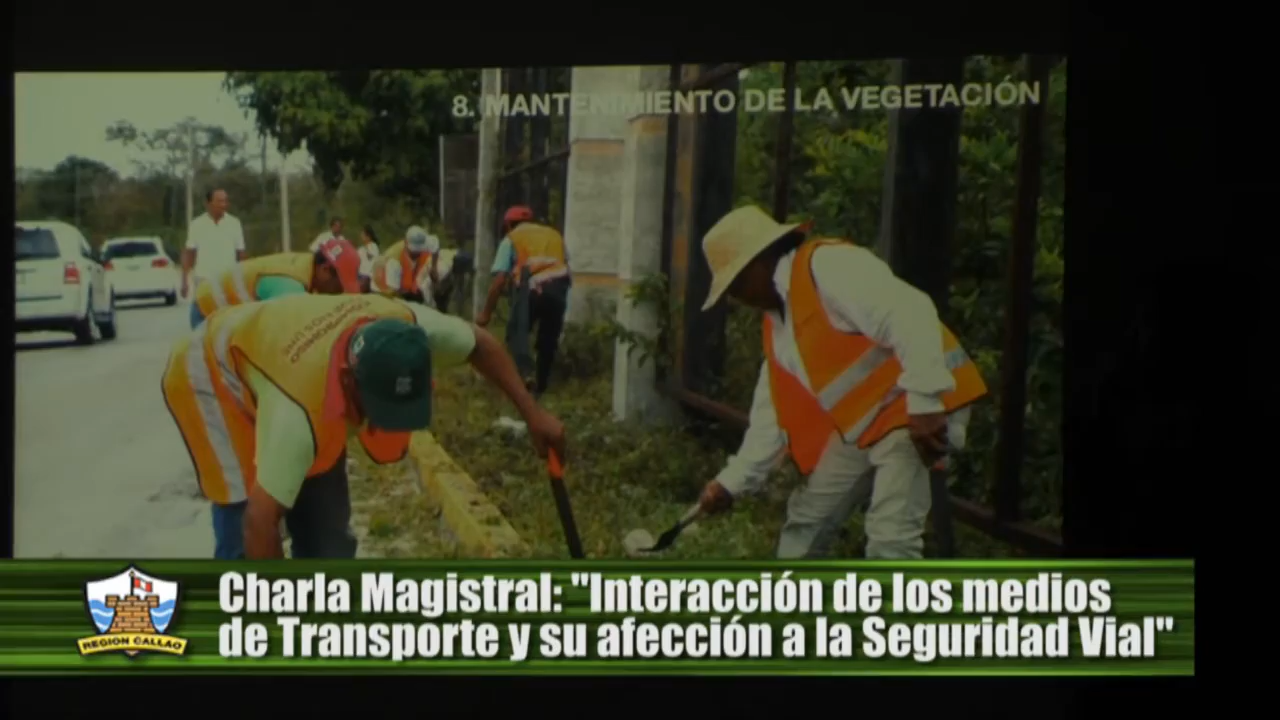 8. MANTENIMIENTO DE LA VEGETACIÓN
Charla Magistral: "Interacción de los medios
de Transporte y su afección a la Seguridad Vial"
REGION CALLAO